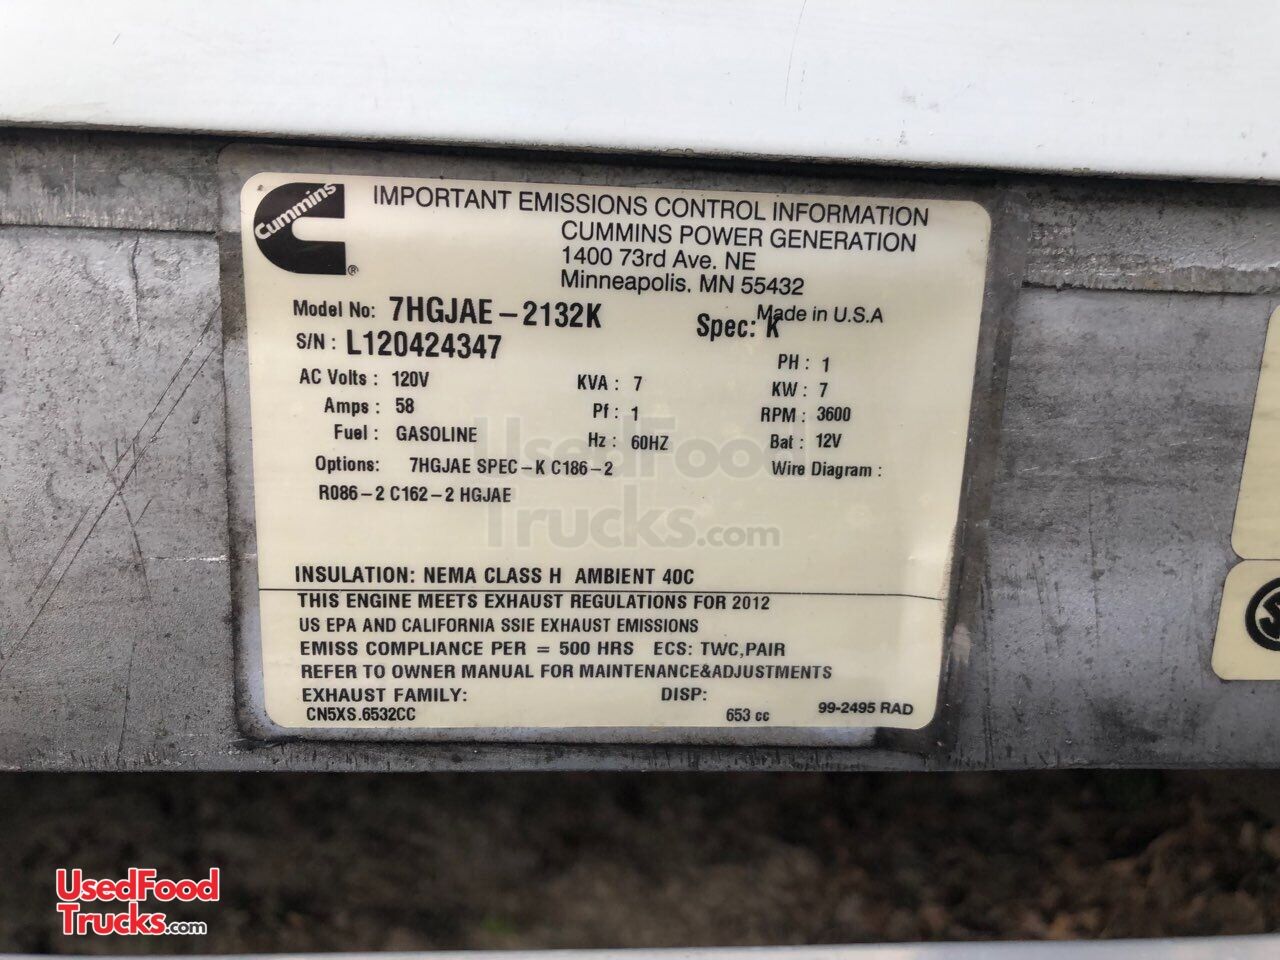 Cummins
®
IMPORTANT EMISSIONS CONTROL INFORMATION
CUMMINS POWER GENERATION
1400 73rd Ave. NE
Minneapolis, MN 55432
Made in U.S.A
Model No: 7HGJAE-2132K Spec: K
S/N: L120424347 PH: 1
AC Volts: 120V KVA: 7 KW: 7
Amps: 58 Pf: 1 RPM: 3600
Fuel: GASOLINE Hz: 60HZ Bat: 12V
Options: 7HGJAE SPEC-K C186-2 Wire Diagram:
R086-2 C162-2 HGJAE
UsedFood
Trucks.com
INSULATION: NEMA CLASS H AMBIENT 40C
THIS ENGINE MEETS EXHAUST REGULATIONS FOR 2012
US EPA AND CALIFORNIA SSIE EXHAUST EMISSIONS
EMISS COMPLIANCE PER = 500 HRS ECS: TWC,PAIR
REFER TO OWNER MANUAL FOR MAINTENANCE&ADJUSTMENTS
EXHAUST FAMILY: DISP:
CN5XS.6532CC 653 cc 99-2495 RAD
UsedFood
Trucks.com